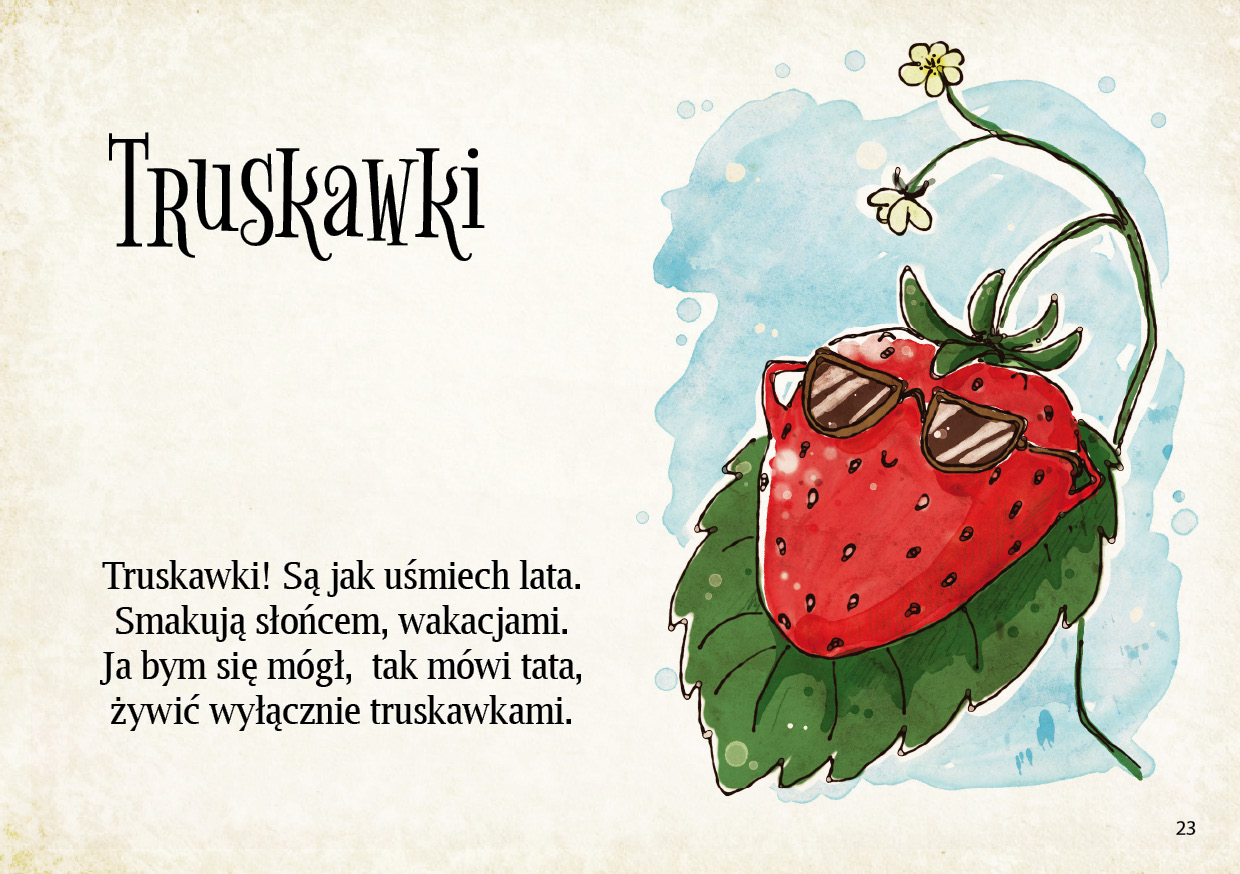 Truskawki
Truskawki! Są jak uśmiech lata.
Smakują słońcem, wakacjami.
Ja bym się mógł,  tak mówi tata,
żywić wyłącznie truskawkami.
23